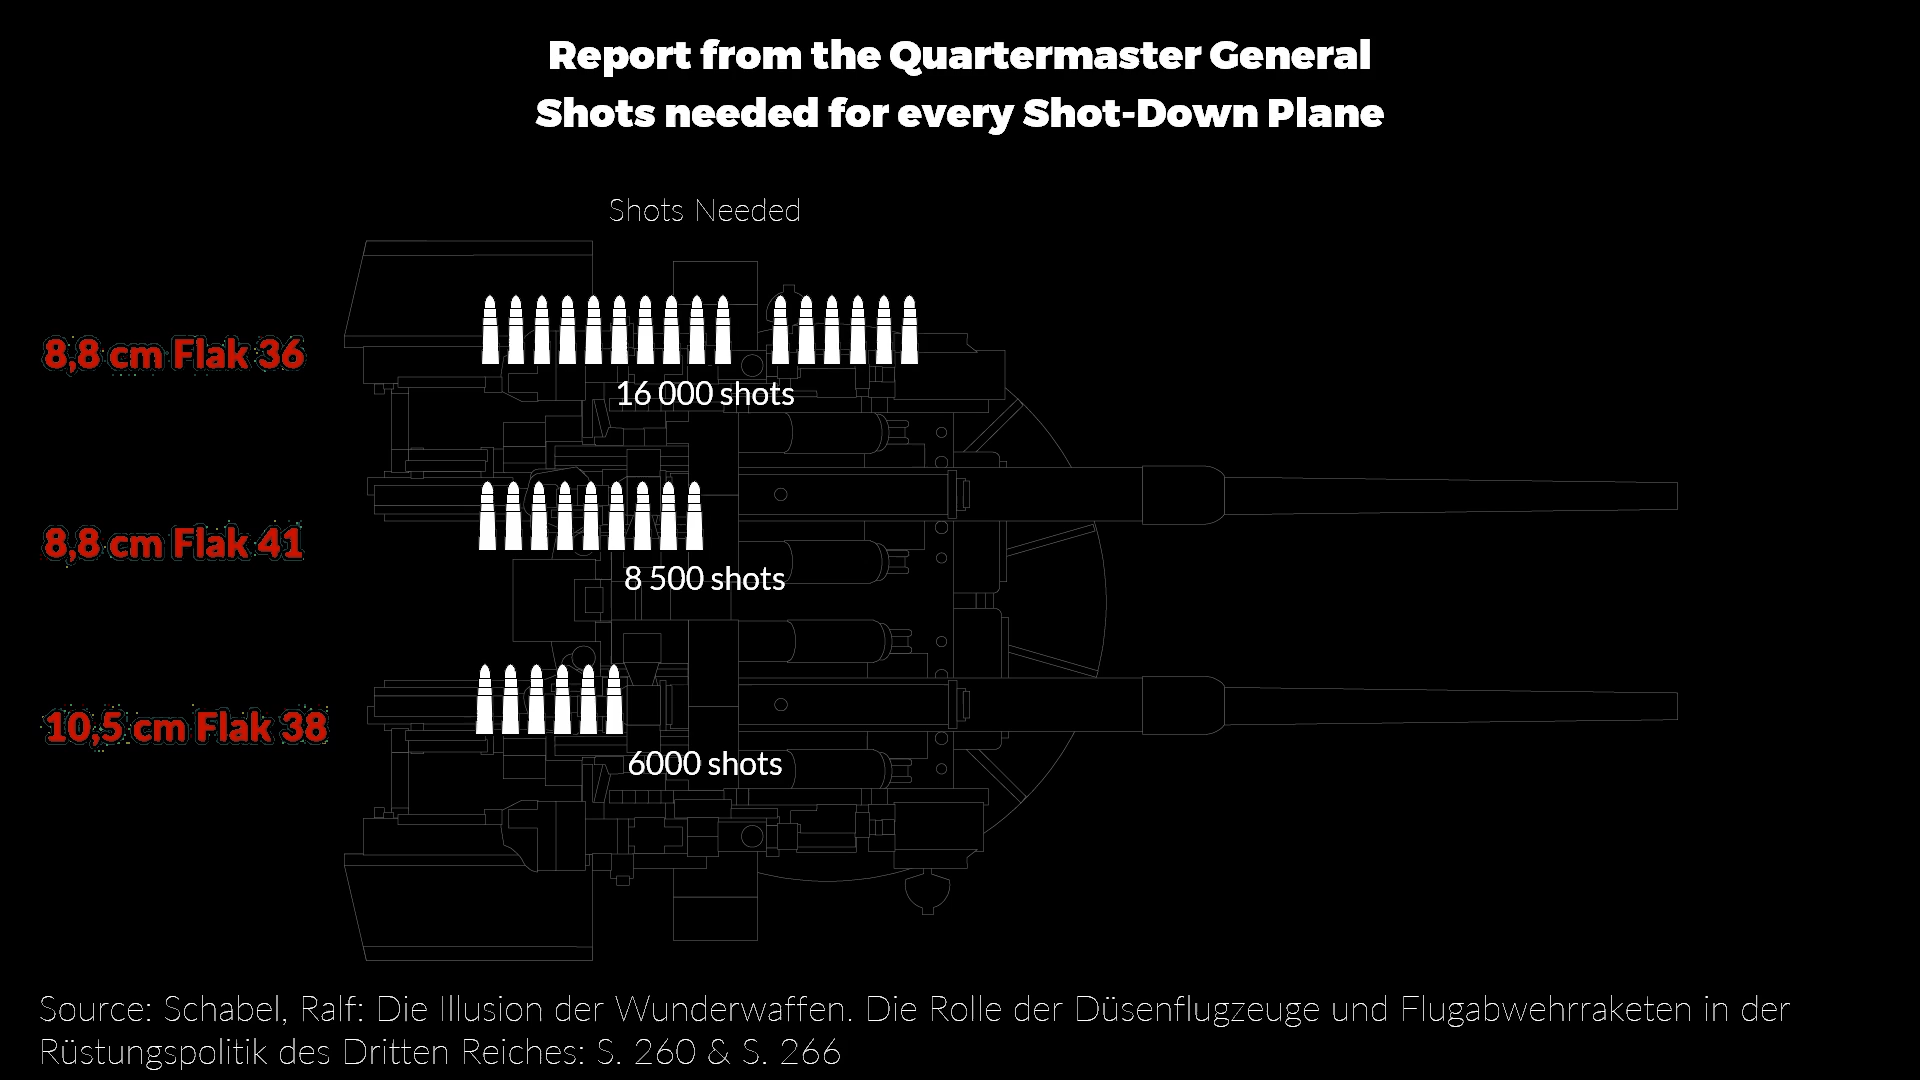 Report from the Quartermaster General
Shots needed for every Shot-Down Plane
Shots Needed
8,8 cm Flak 36
16 000 shots
8,8 cm Flak 41
8 500 shots
10,5 cm Flak 38
6000 shots
Source: Schabel, Ralf: Die Illusion der Wunderwaffen. Die Rolle der Düsenflugzeuge und Flugabwehrraketen in der
Rüstungspolitik des Dritten Reiches: S. 260 & S. 266